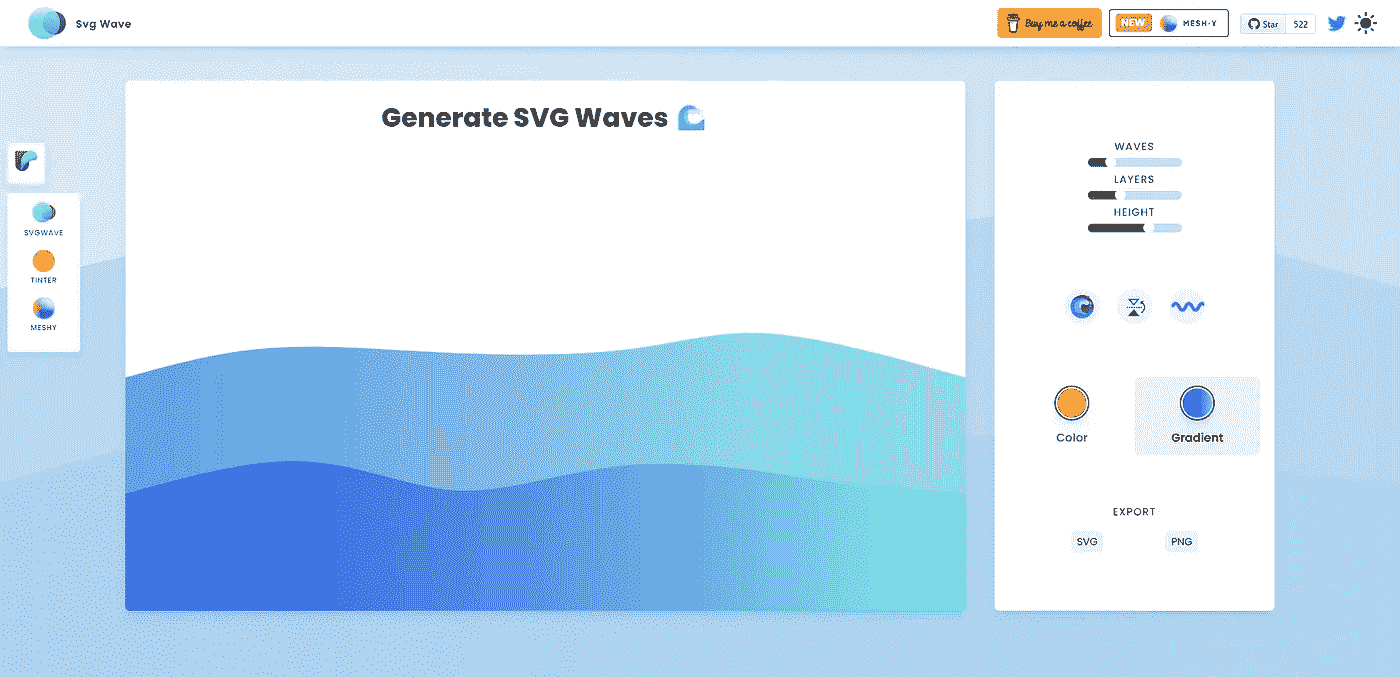 Svg Wave
Buy me a coffee
NEW MESH·Y
Star 522
Generate SVG Waves
SVGWAVE
TINTER
MESHY
WAVES
LAYERS
HEIGHT
Color
Gradient
EXPORT
SVG
PNG